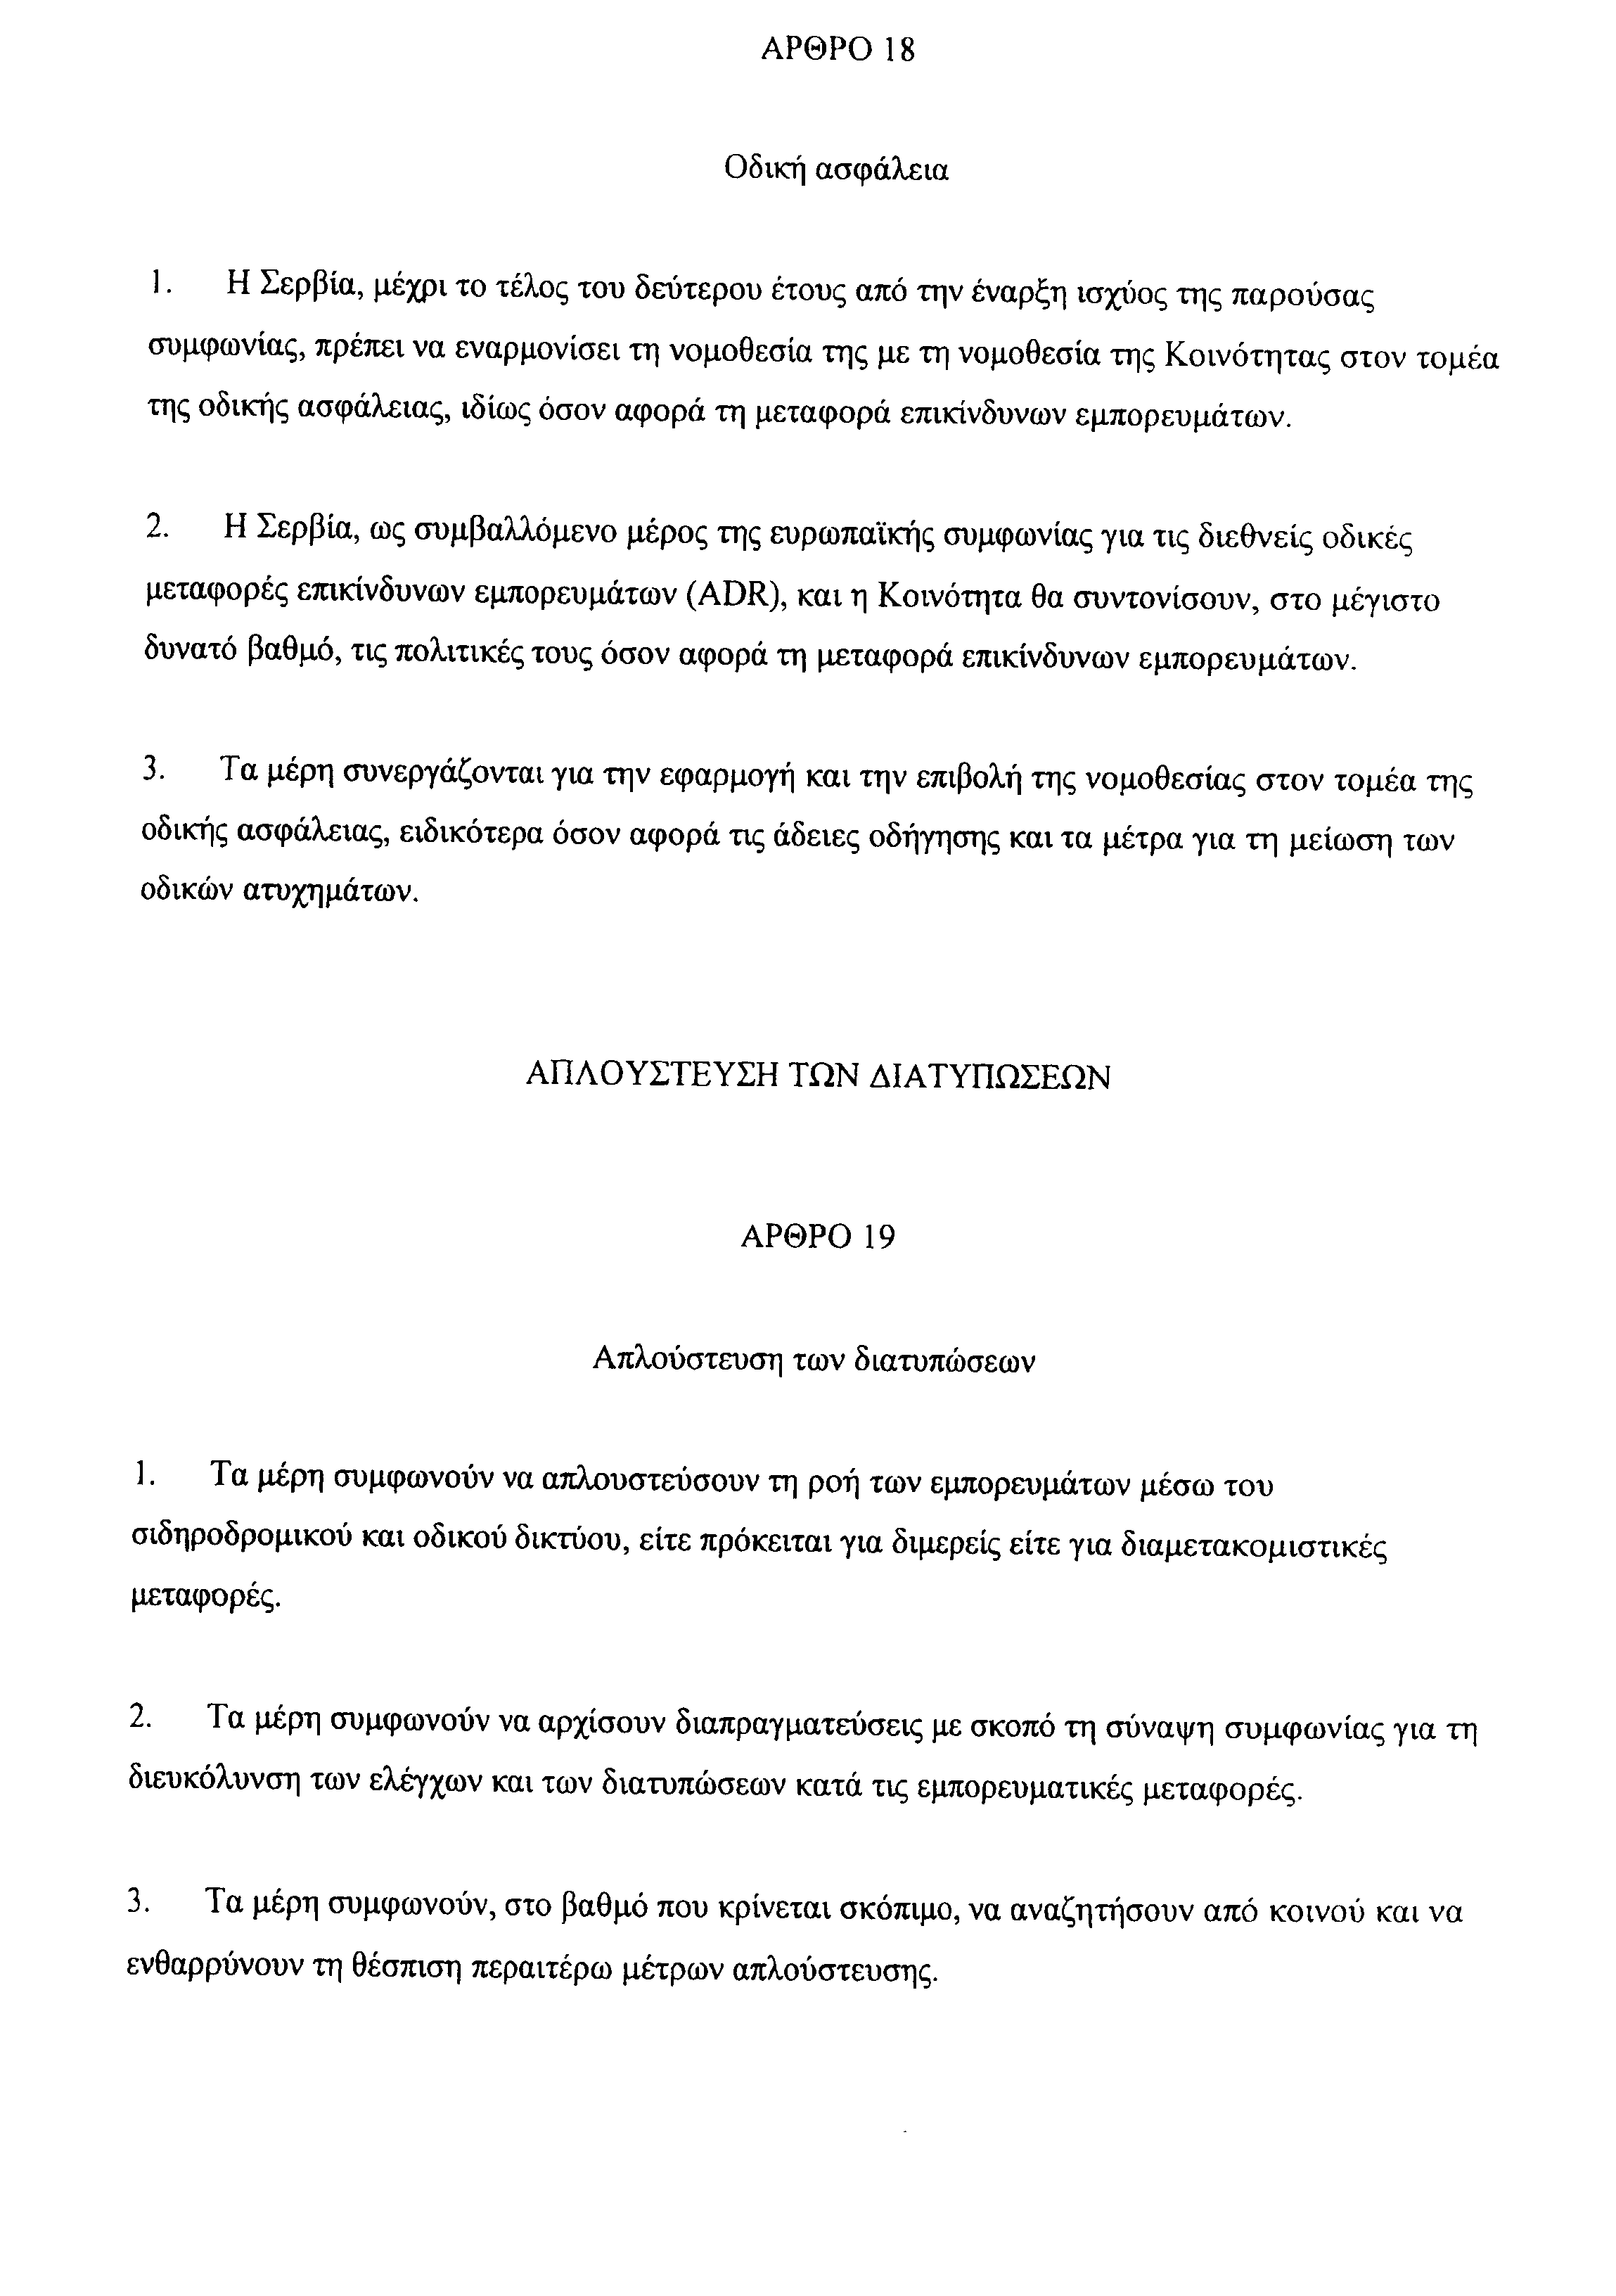 ΑΡΘΡΟ 18
Οδική ασφάλεια
1. Η Σερβία, μέχρι το τέλος του δεύτερου έτους από την έναρξη ισχύος της παρούσας
συμφωνίας, πρέπει να εναρμονίσει τη νομοθεσία της με τη νομοθεσία της Κοινότητας στον τομέα
της οδικής ασφάλειας, ιδίως όσον αφορά τη μεταφορά επικίνδυνων εμπορευμάτων.
2. Η Σερβία, ως συμβαλλόμενο μέρος της ευρωπαϊκής συμφωνίας για τις διεθνείς οδικές
μεταφορές επικίνδυνων εμπορευμάτων (ADR), και η Κοινότητα θα συντονίσουν, στο μέγιστο
δυνατό βαθμό, τις πολιτικές τους όσον αφορά τη μεταφορά επικίνδυνων εμπορευμάτων.
3. Τα μέρη συνεργάζονται για την εφαρμογή και την επιβολή της νομοθεσίας στον τομέα της
οδικής ασφάλειας, ειδικότερα όσον αφορά τις άδειες οδήγησης και τα μέτρα για τη μείωση των
οδικών ατυχημάτων.
ΑΠΛΟΥΣΤΕΥΣΗ ΤΩΝ ΔΙΑΤΥΠΩΣΕΩΝ
ΑΡΘΡΟ 19
Απλούστευση των διατυπώσεων
1. Τα μέρη συμφωνούν να απλουστεύσουν τη ροή των εμπορευμάτων μέσω του
σιδηροδρομικού και οδικού δικτύου, είτε πρόκειται για διμερείς είτε για διαμετακομιστικές
μεταφορές.
2. Τα μέρη συμφωνούν να αρχίσουν διαπραγματεύσεις με σκοπό τη σύναψη συμφωνίας για τη
διευκόλυνση των ελέγχων και των διατυπώσεων κατά τις εμπορευματικές μεταφορές.
3. Τα μέρη συμφωνούν, στο βαθμό που κρίνεται σκόπιμο, να αναζητήσουν από κοινού και να
ενθαρρύνουν τη θέσπιση περαιτέρω μέτρων απλούστευσης.